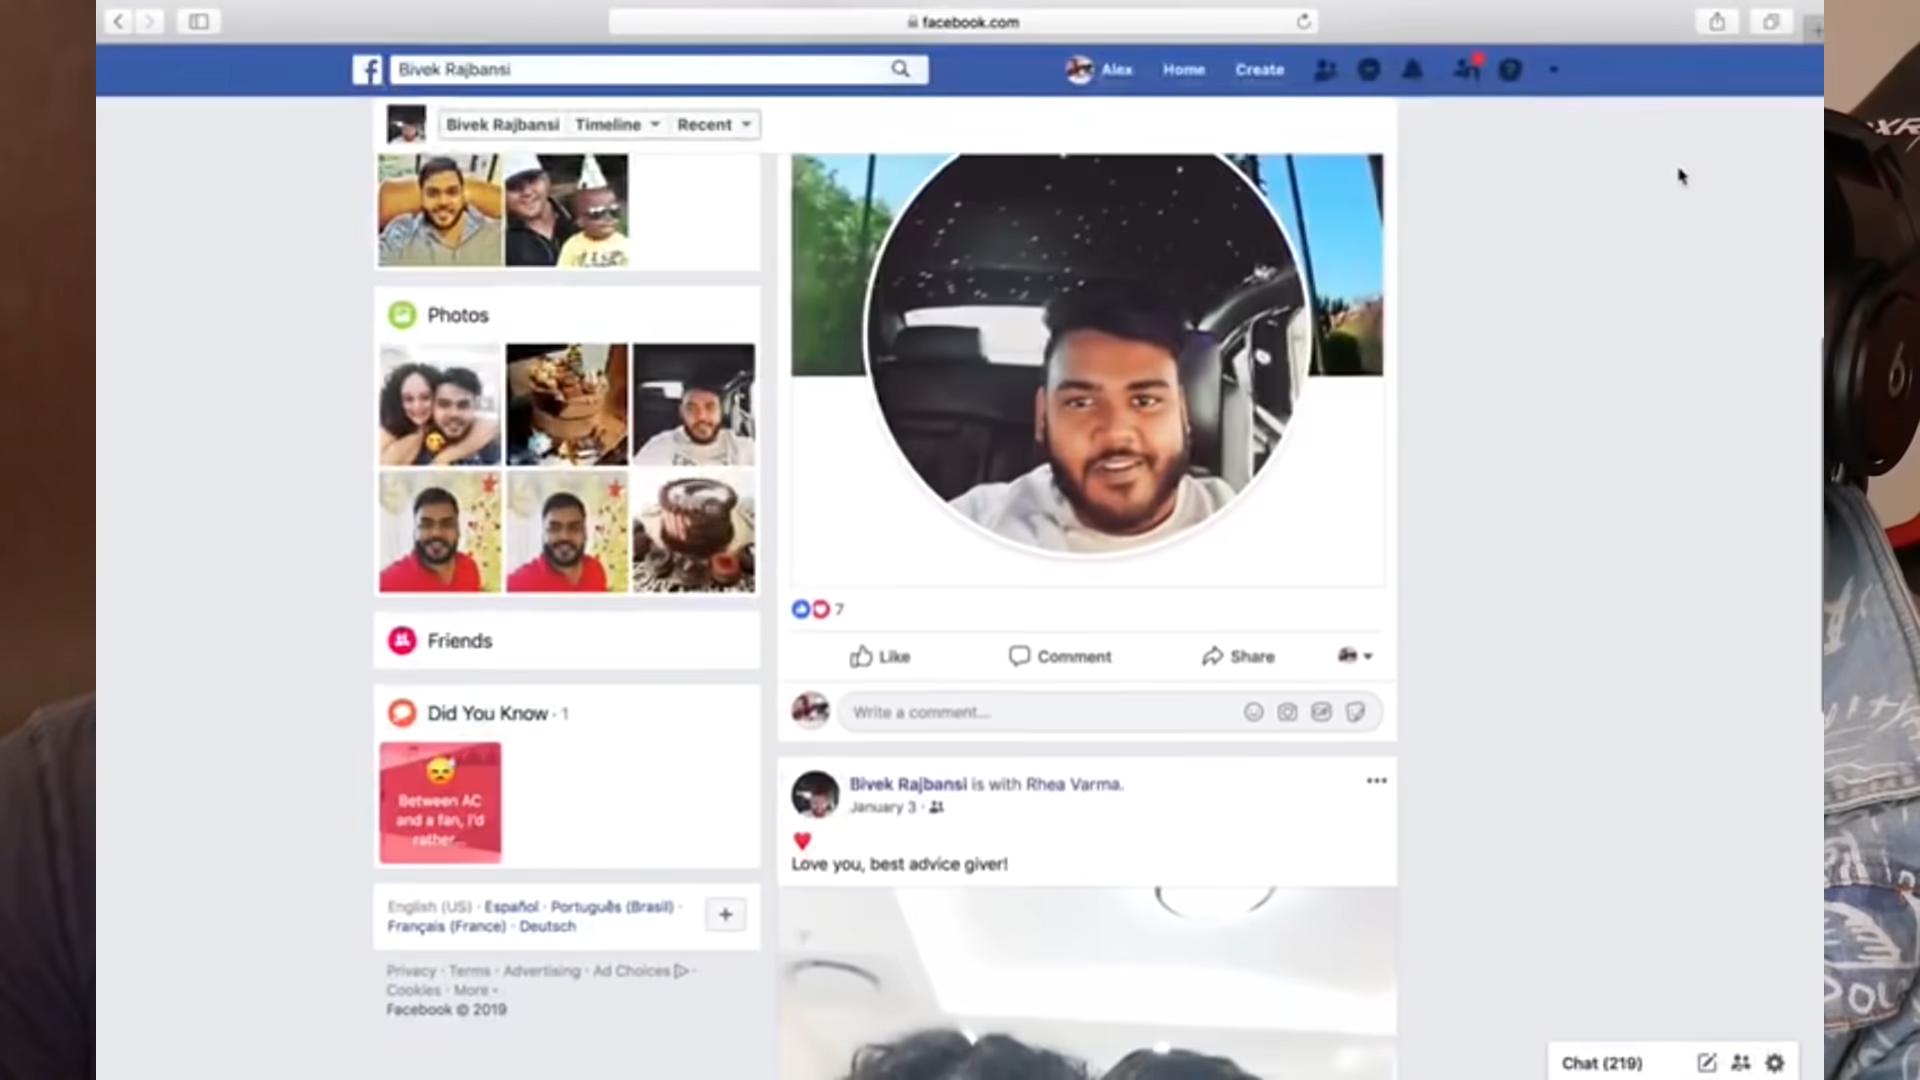 facebook.com
Bivek Rajbansi
Alex Home Create
Bivek Rajbansi Timeline Recent
Photos
Friends
Did You Know · 1
Between AC
and a fan, I'd
rather...
English (US) · Español · Português (Brasil) ·
Français (France) · Deutsch
Privacy · Terms · Advertising · Ad Choices ·
Cookies · More
Facebook © 2019
7
Like Comment Share
Write a comment...
Bivek Rajbansi is with Rhea Varma.
January 3 ·
Love you, best advice giver!
Chat (219)